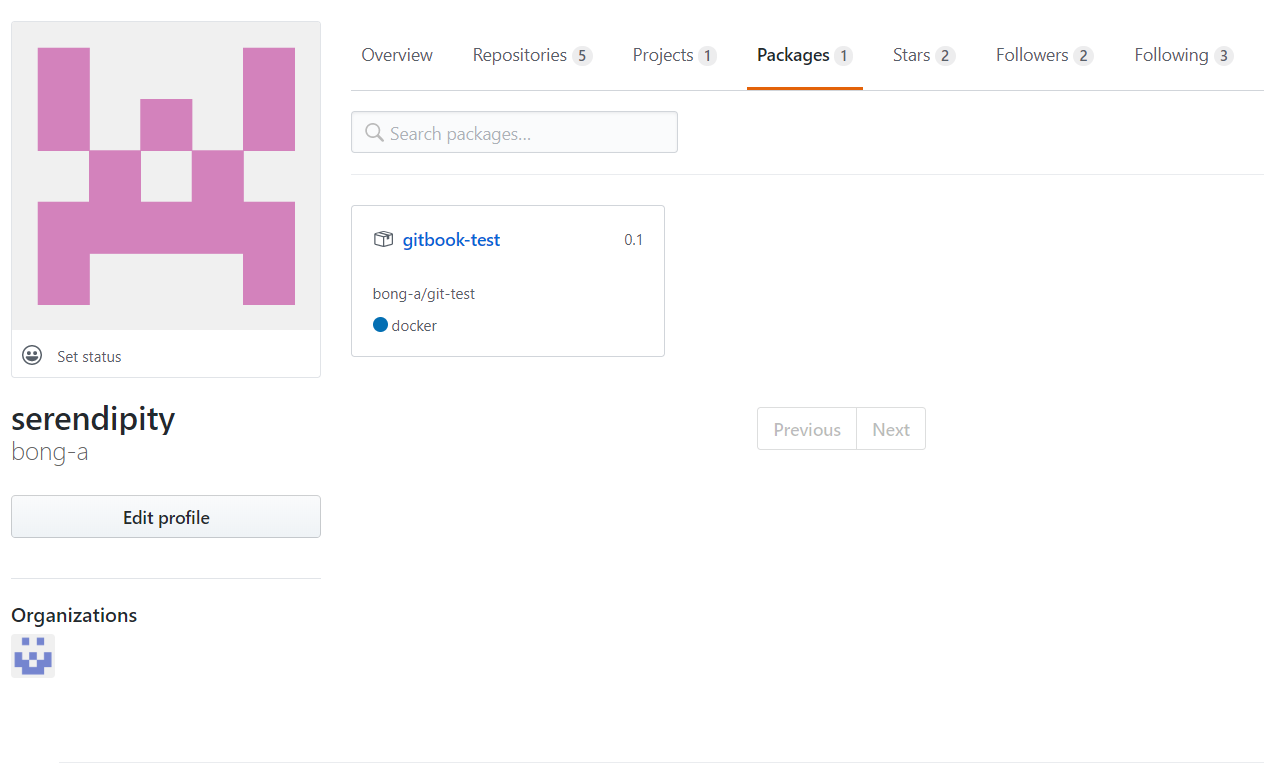 Overview Repositories 5 Projects 1 Packages 1 Stars 2 Followers 2 Following 3
Search packages...
gitbook-test 0.1
bong-a/git-test
docker
Previous Next
Set status
serendipity
bong-a
Edit profile
Organizations